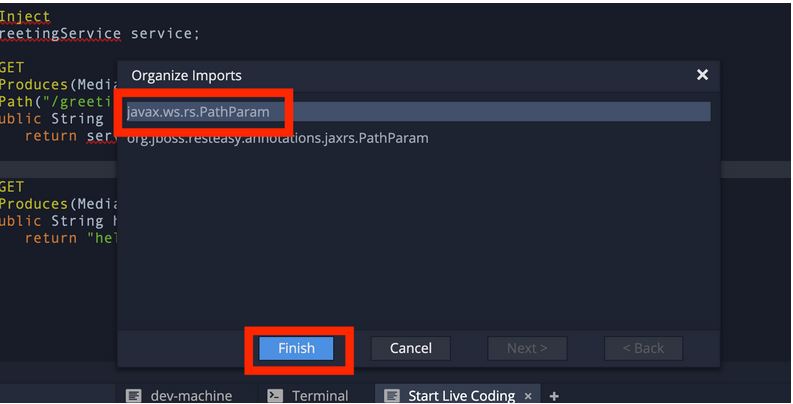 Inject
reetingService service;
GET
Produces(Media
Organize Imports
Path("/greeti
javax.ws.rs.PathParam
ublic String
return ser
org.jboss.resteasy.annotations.jaxrs.PathParam
GET
Produces(Media
ublic String h
return "hel
Finish Cancel Next > < Back
dev-machine Terminal Start Live Coding × +